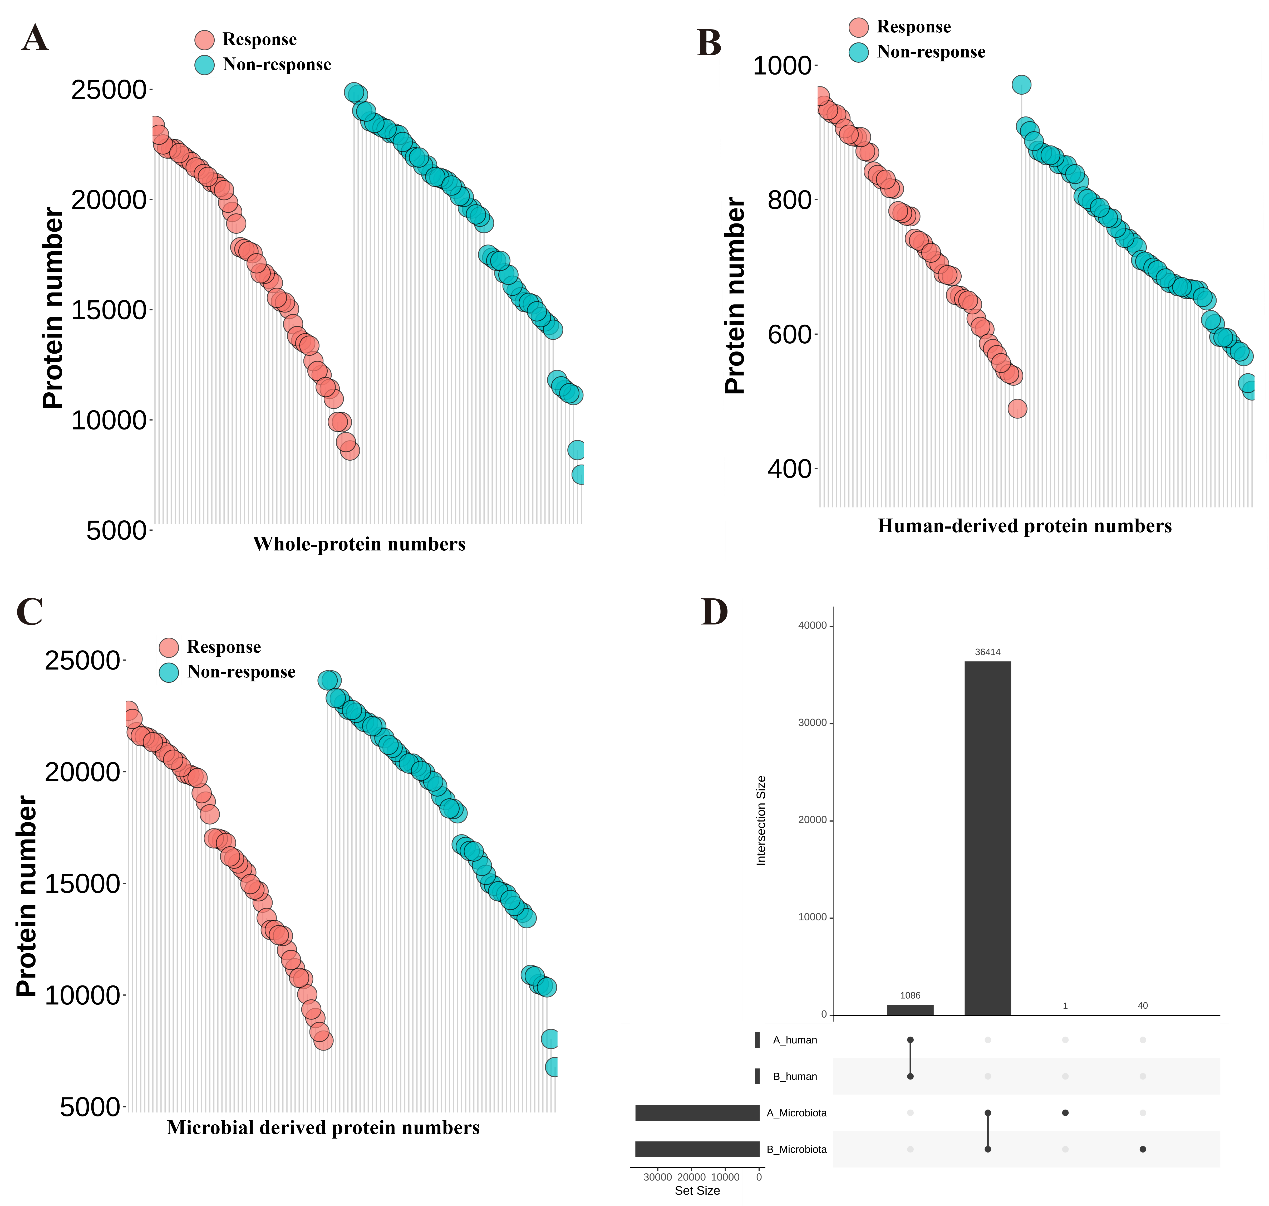 A
Response
Non-response
25000
20000
15000
10000
5000
Protein number
Whole-protein numbers
B
Response
Non-response
1000
800
600
400
Protein number
Human-derived protein numbers
C
Response
Non-response
25000
20000
15000
10000
5000
Protein number
Microbial derived protein numbers
D
40000
30000
20000
10000
0
Intersection Size
36414
1086
1
40
A_human
B_human
A_Microbiota
B_Microbiota
30000 20000 10000 0
Set Size